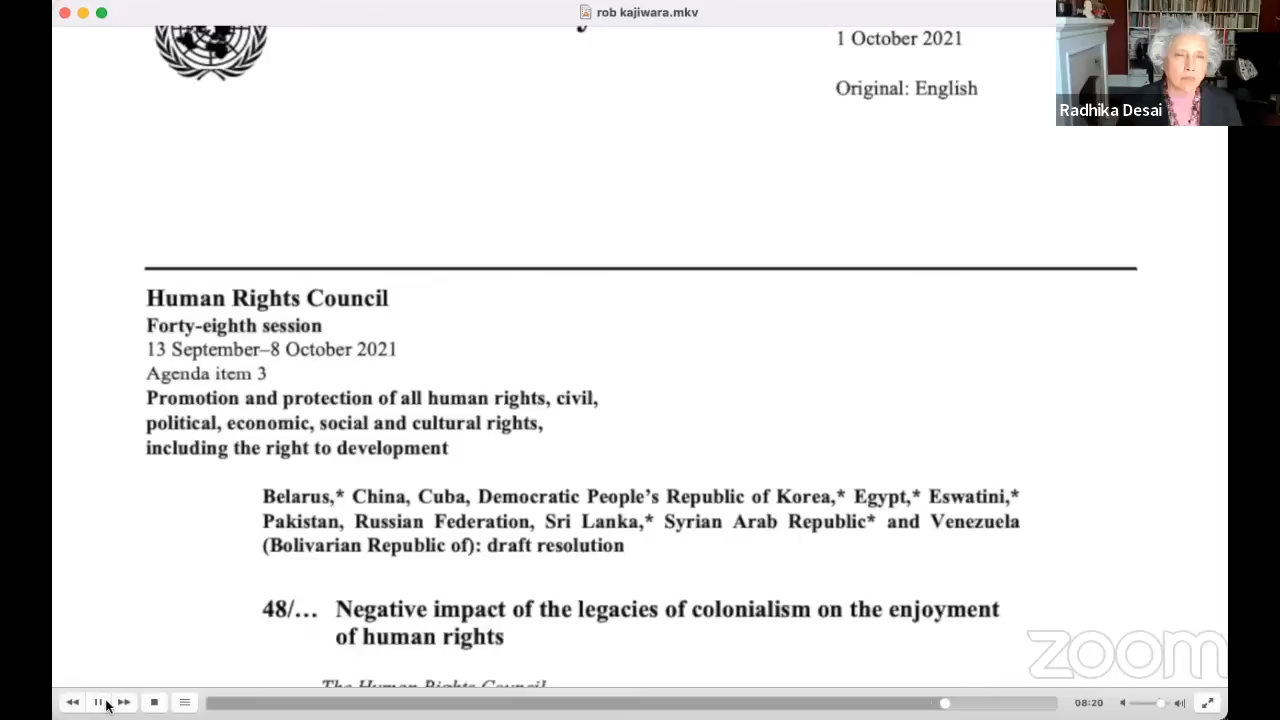 rob kajiwara.mkv
1 October 2021
Original: English
Radhika Desai
Human Rights Council
Forty-eighth session
13 September–8 October 2021
Agenda item 3
Promotion and protection of all human rights, civil,
political, economic, social and cultural rights,
including the right to development
Belarus,* China, Cuba, Democratic People's Republic of Korea,* Egypt,* Eswatini,*
Pakistan, Russian Federation, Sri Lanka,* Syrian Arab Republic* and Venezuela
(Bolivarian Republic of): draft resolution
48/… Negative impact of the legacies of colonialism on the enjoyment
of human rights
zoom
The Human Rights Council
08:20